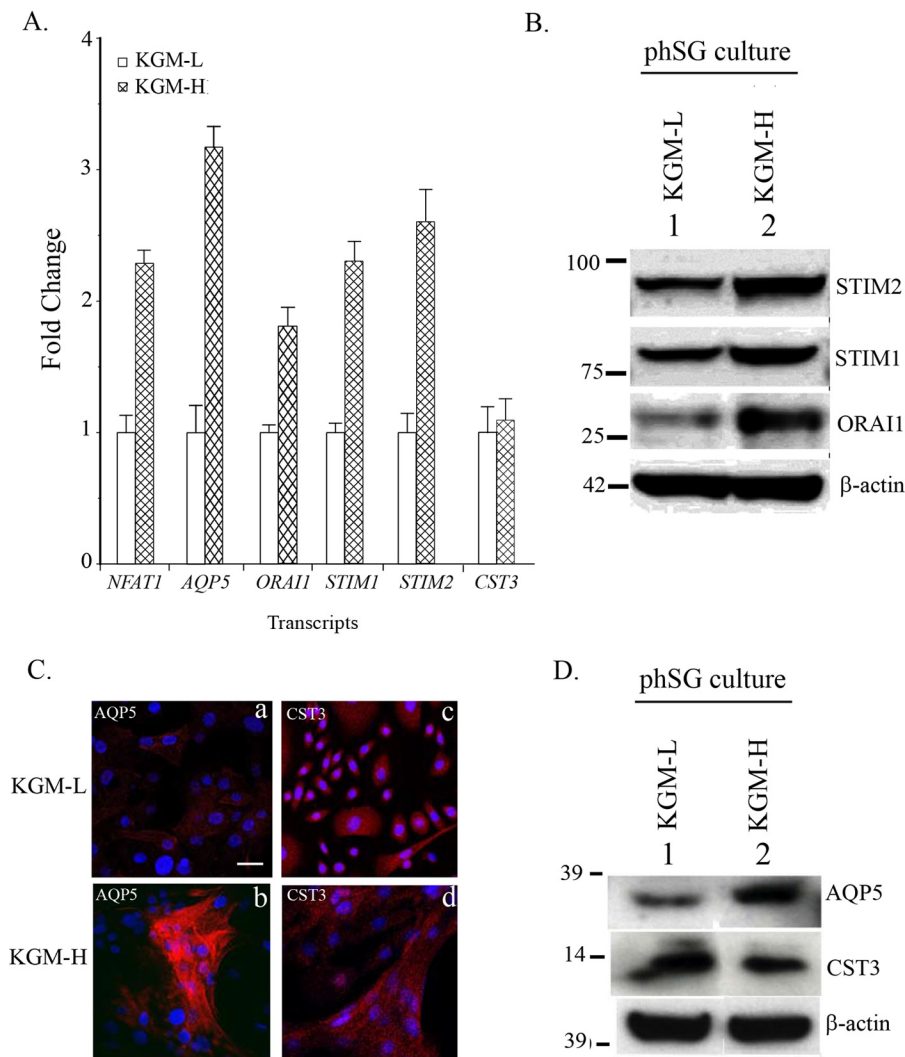 A.
4
3
2
1
0
Fold Change
KGM-L
KGM-H
NFAT1 AQP5 ORAI1 STIM1 STIM2 CST3
Transcripts
B.
phSG culture
KGM-L KGM-H
1 2
100
STIM2
STIM1
75
ORAI1
25
42 β-actin
C.
KGM-L
AQP5 a
CST3 c
KGM-H
AQP5 b
CST3 d
D.
phSG culture
KGM-L KGM-H
1 2
39
AQP5
14
CST3
β-actin
39